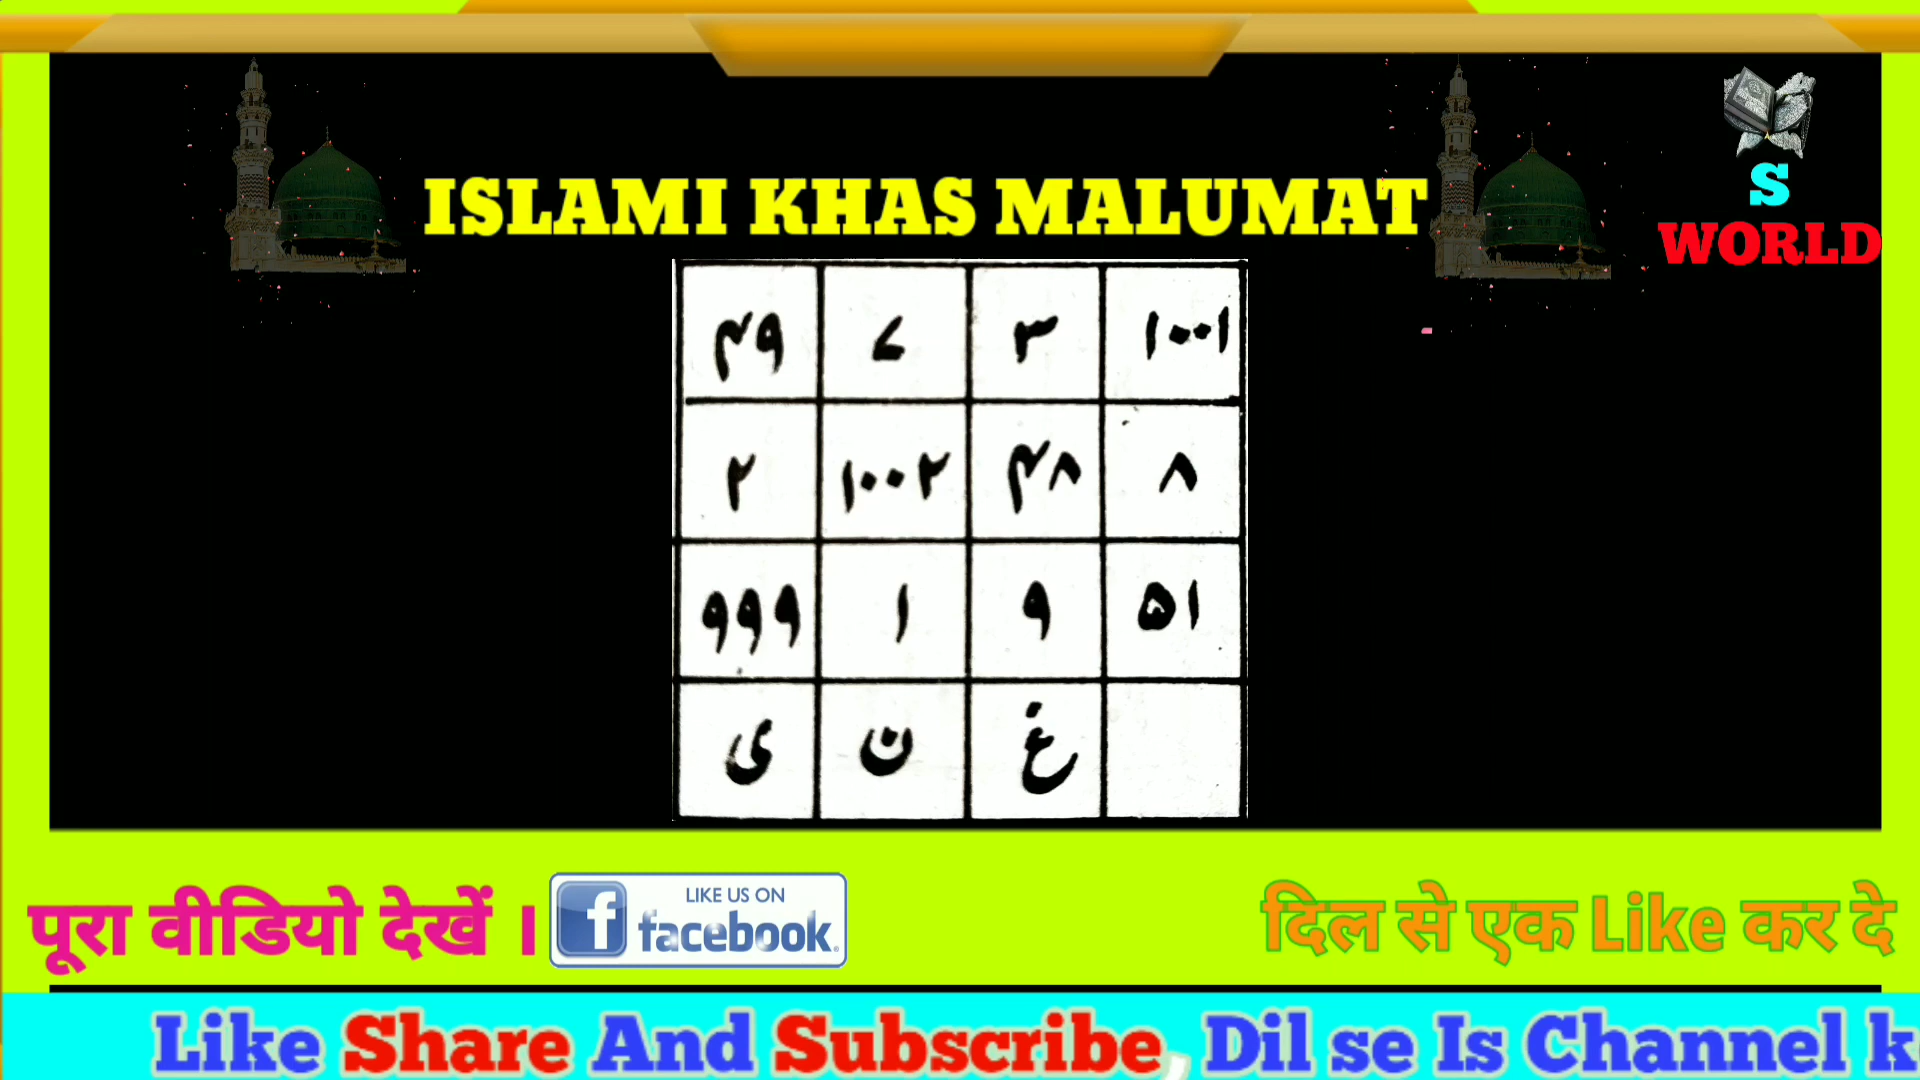 ISLAMI KHAS MALUMAT
S
WORLD
۴۹ ۷ ۳ ۱۰۰۱
۲ ۱۰۰۲ ۴۸ ۸
۹۹۹ ۱ ۹ ۵۱
ی ن غ
पूरा वीडियो देखें ।
LIKE US ON
facebook.
दिल से एक Like कर दे
Like Share And Subscribe, Dil se Is Channel k